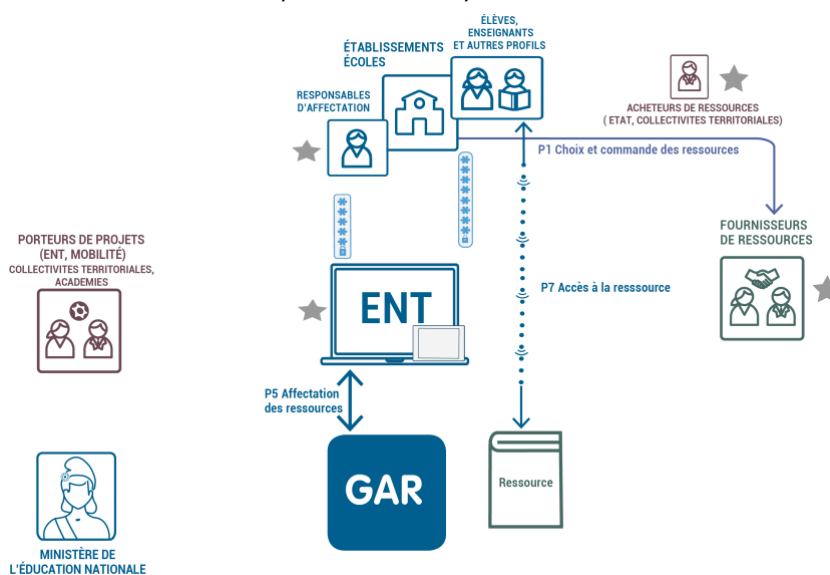 ÉLÈVES,
ENSEIGNANTS
ET AUTRES PROFILS
ÉTABLISSEMENTS
ÉCOLES
RESPONSABLES
D'AFFECTATION
ACHETEURS DE RESSOURCES
( ETAT, COLLECTIVITES TERRITORIALES)
P1 Choix et commande des ressources
FOURNISSEURS
DE RESSOURCES
PORTEURS DE PROJETS
(ENT, MOBILITÉ)
COLLECTIVITES TERRITORIALES,
ACADEMIES
ENT
P7 Accès à la resssource
P5 Affectation
des ressources
GAR
Ressource
MINISTÈRE DE
L'ÉDUCATION NATIONALE